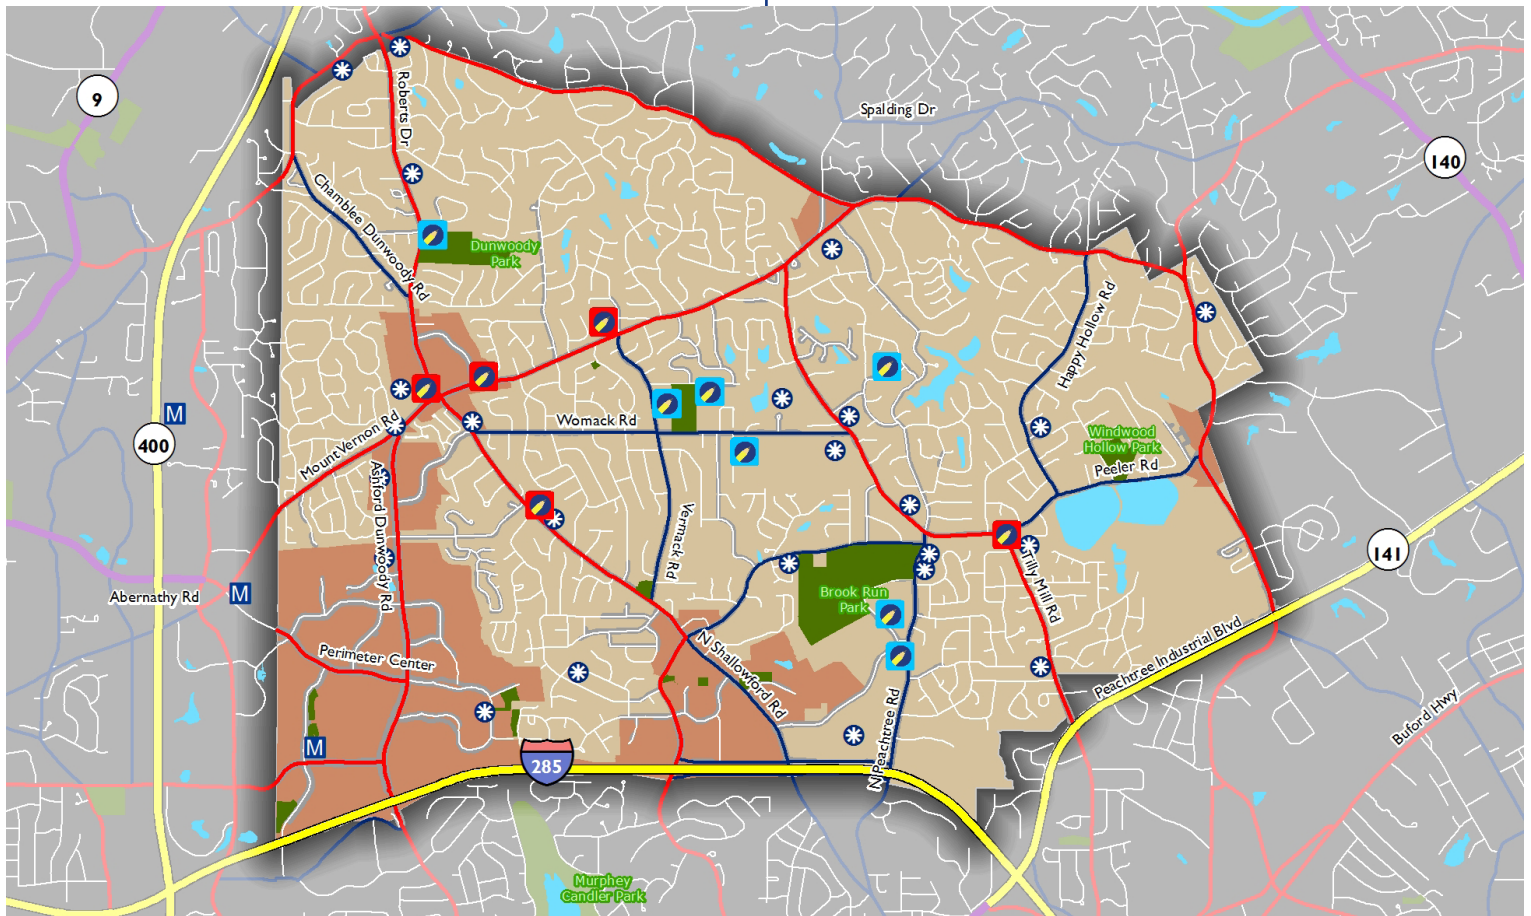 9
Roberts Dr
Spalding Dr
140
Chamblee Dunwoody Rd
Dunwoody
Park
Happy Hollow Rd
M
400
Mount Vernon Rd
Womack Rd
Windwood
Hollow Park
Peeler Rd
Ashford Dunwoody Rd
Vermack Rd
141
M
Abernathy Rd
Brook Run
Park
Tilly Mill Rd
Perimeter Center
N Shallowford Rd
Peachtree Industrial Blvd
Buford Hwy
N Peachtree Rd
M
285
Murphey
Candler Park